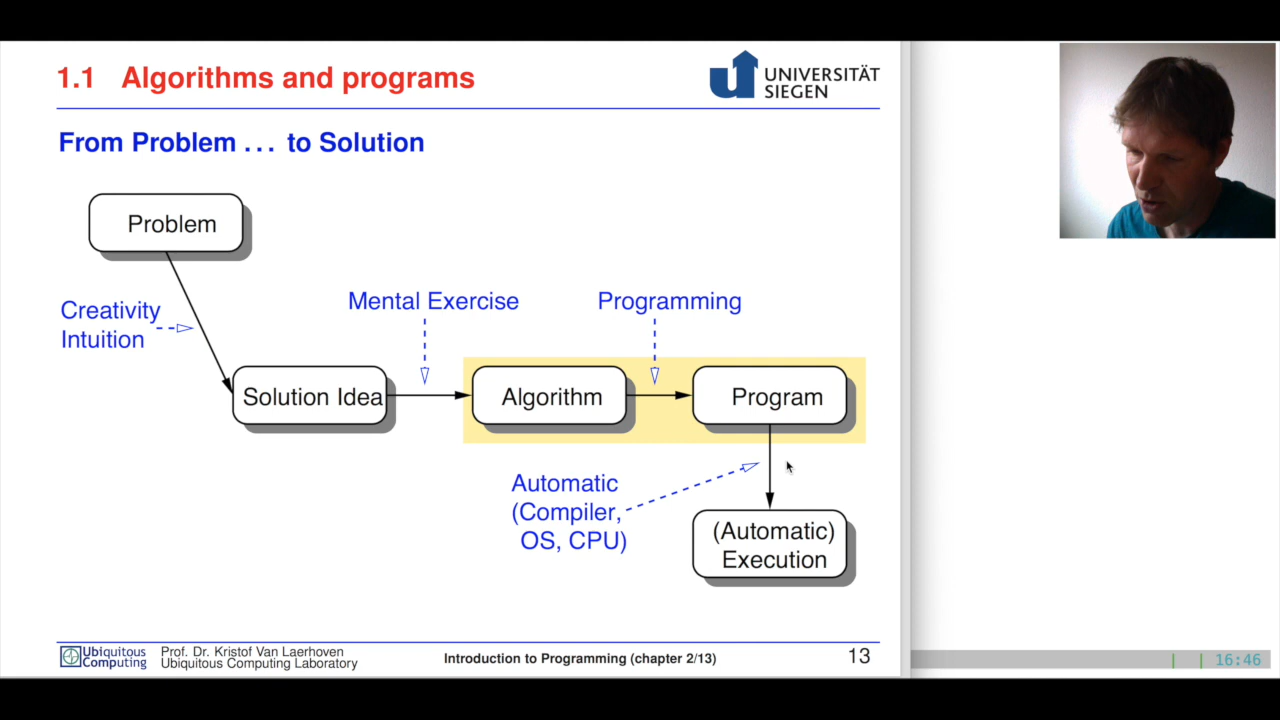 1.1 Algorithms and programs
UNIVERSITÄT
SIEGEN
From Problem ... to Solution
Problem
Creativity
Intuition
Mental Exercise
Programming
Solution Idea
Algorithm
Program
Automatic
(Compiler,
OS, CPU)
(Automatic)
Execution
Ubiquitous
Computing
Prof. Dr. Kristof Van Laerhoven
Ubiquitous Computing Laboratory
Introduction to Programming (chapter 2/13)
13
16:46